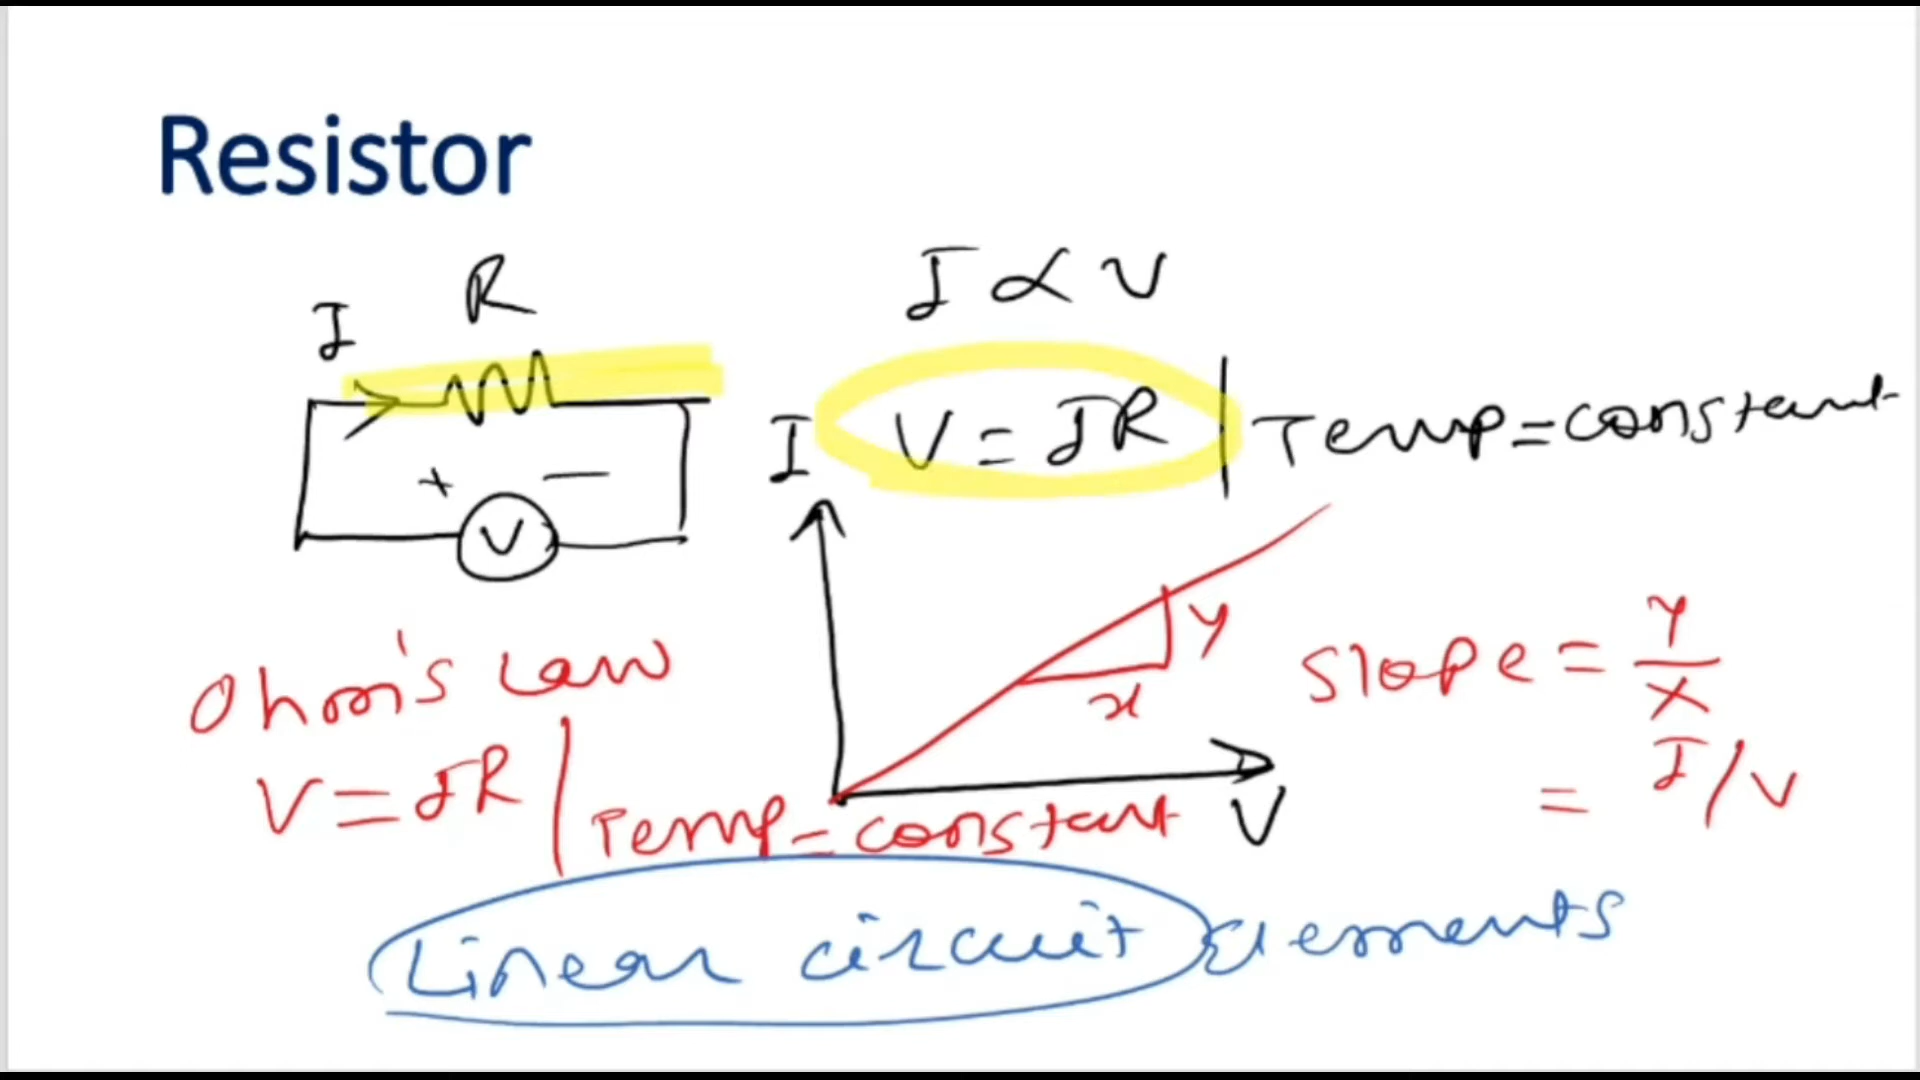 Resistor
R
I
I ∝ V
I
V = IR | Temp = constant
+ −
V
Ohm's Law
y
x
Slope = Y/X
= I/V
V = IR | Temp = constant
V
Linear circuit elements